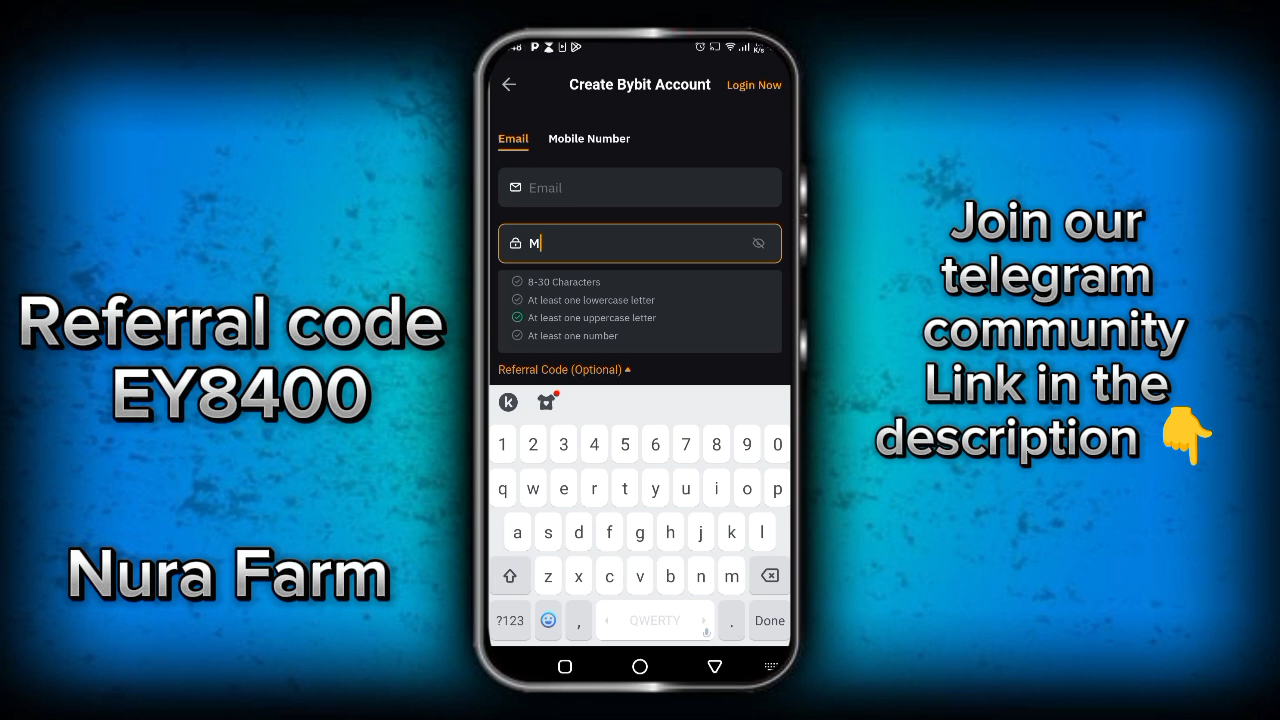 Referral code
EY8400
Nura Farm
48 P
K/s
Create Bybit Account Login Now
Email Mobile Number
Email
M
8-30 Characters
At least one lowercase letter
At least one uppercase letter
At least one number
Referral Code (Optional)
k
1 2 3 4 5 6 7 8 9 0
q w e r t y u i o p
a s d f g h j k l
z x c v b n m
?123 , QWERTY . Done
Join our
telegram
community
Link in the
description 👇